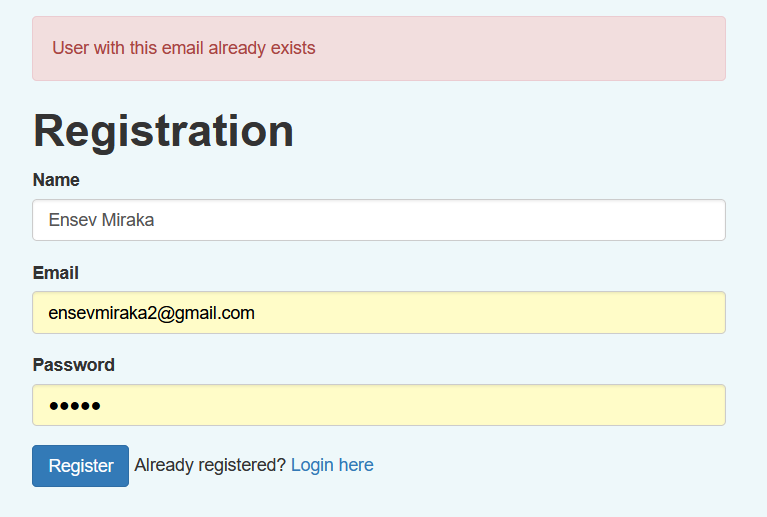 User with this email already exists
Registration
Name
Ensev Miraka
Email
ensevmiraka2@gmail.com
Password
•••••
Register Already registered? Login here